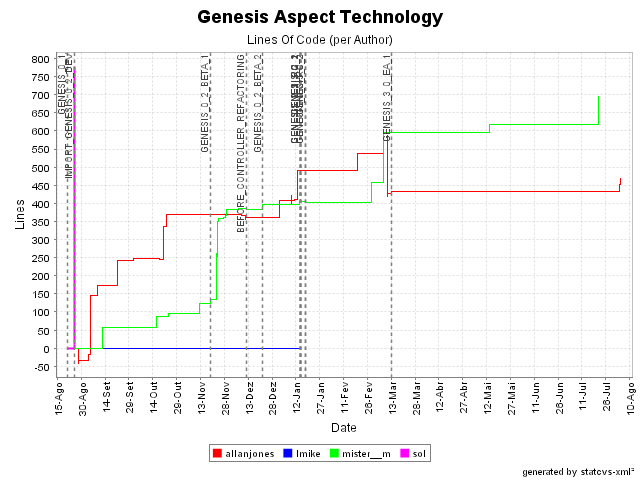 Genesis Aspect Technology
Lines Of Code (per Author)
Lines
800
750
700
650
600
550
500
450
400
350
300
250
200
150
100
50
0
-50
GENESIS_0_1
IMPORT_GENESIS_0_2_DEV
GENESIS_0_2_BETA_1
BEFORE_CONTROLLER_REFACTORING
GENESIS_0_2_BETA_2
GENESIS_3_0_EA_1
15-Ago
30-Ago
14-Set
29-Set
14-Out
29-Out
13-Nov
28-Nov
13-Dez
28-Dez
12-Jan
27-Jan
11-Fev
26-Fev
13-Mar
28-Mar
12-Abr
27-Abr
12-Mai
27-Mai
11-Jun
26-Jun
11-Jul
26-Jul
10-Ago
Date
allanjones lmike mister__m sol
generated by statcvs-xml²